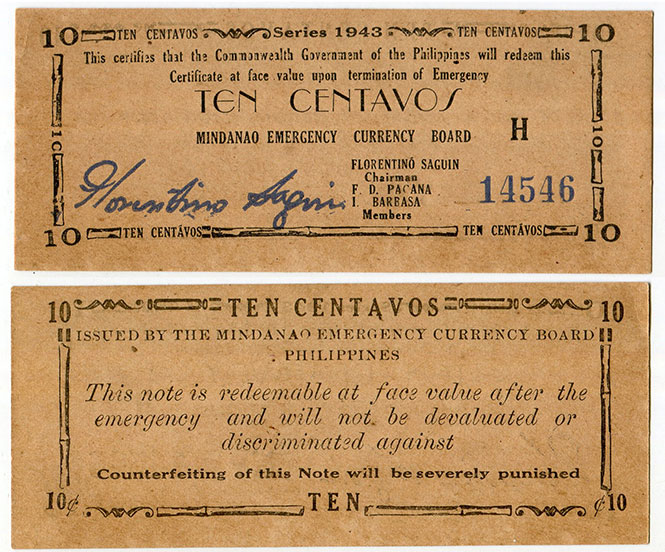 10 TEN CENTAVOS Series 1943 TEN CENTAVOS 10
This certifies that the Commonwealth Government of the Philippines will redeem this
Certificate at face value upon termination of Emergency
TEN CENTAVOS
10 MINDANAO EMERGENCY CURRENCY BOARD H 10
FLORENTINO SAGUIN
Chairman
F. D. PACANA
I. BARBASA
Members
Florentino Saguin
14546
10 TEN CENTAVOS TEN CENTAVOS 10
10 TEN CENTAVOS 10
ISSUED BY THE MINDANAO EMERGENCY CURRENCY BOARD
PHILIPPINES
This note is redeemable at face value after the
emergency and will not be devaluated or
discriminated against
Counterfeiting of this Note will be severely punished
10¢ TEN ¢10